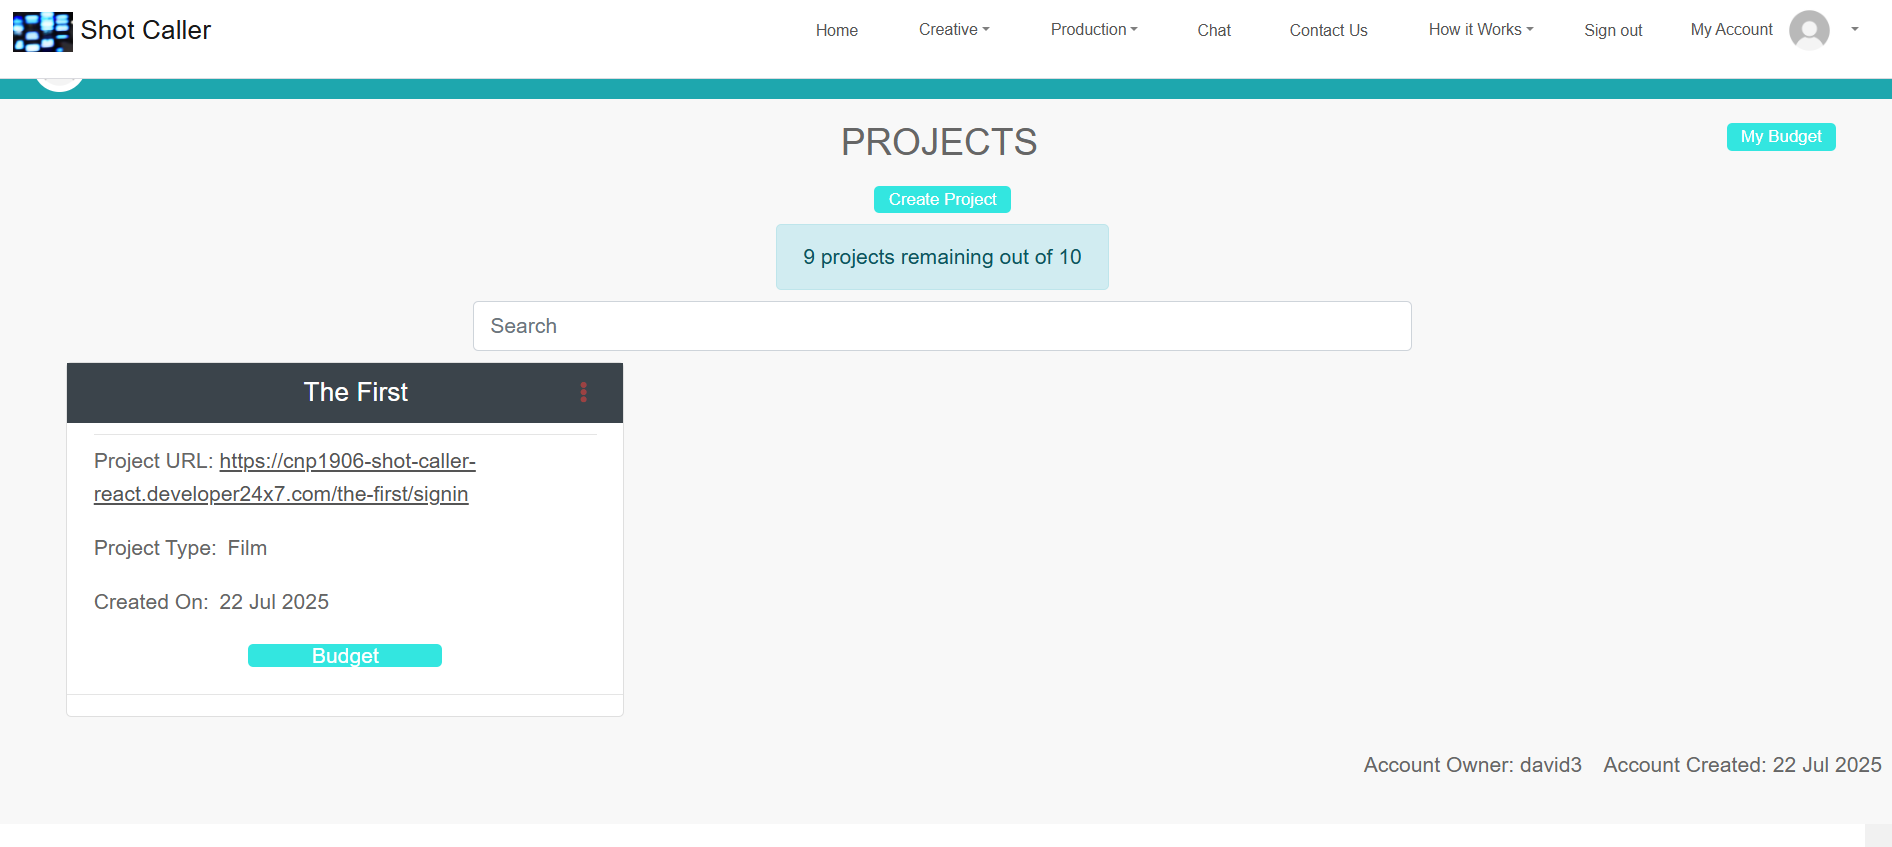 Shot Caller
Home Creative Production Chat Contact Us How it Works Sign out My Account
PROJECTS
My Budget
Create Project
9 projects remaining out of 10
Search
The First
Project URL: https://cnp1906-shot-caller-
react.developer24x7.com/the-first/signin
Project Type: Film
Created On: 22 Jul 2025
Budget
Account Owner: david3 Account Created: 22 Jul 2025